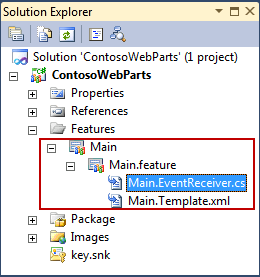 Solution Explorer
Solution 'ContosoWebParts' (1 project)
ContosoWebParts
Properties
References
Features
Main
Main.feature
Main.EventReceiver.cs
Main.Template.xml
Package
Images
key.snk